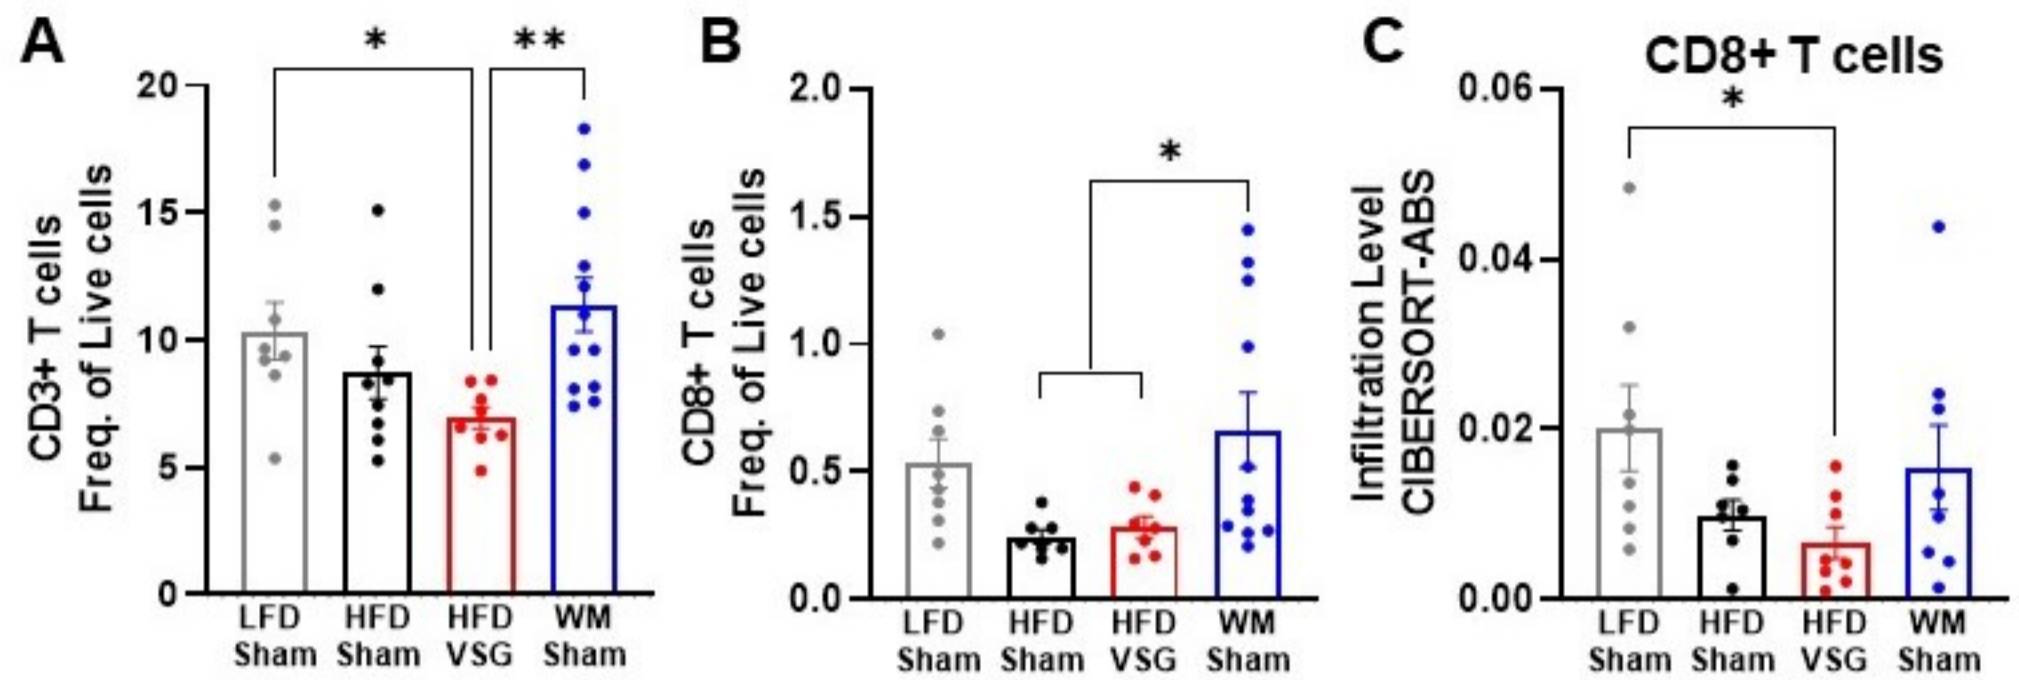 A
CD3+ T cells
Freq. of Live cells
20
15
10
5
0
*
**
LFD HFD HFD WM
Sham Sham VSG Sham
B
CD8+ T cells
Freq. of Live cells
2.0
1.5
1.0
0.5
0.0
*
LFD HFD HFD WM
Sham Sham VSG Sham
C
CD8+ T cells
Infiltration Level
CIBERSORT-ABS
0.06
0.04
0.02
0.00
*
LFD HFD HFD WM
Sham Sham VSG Sham